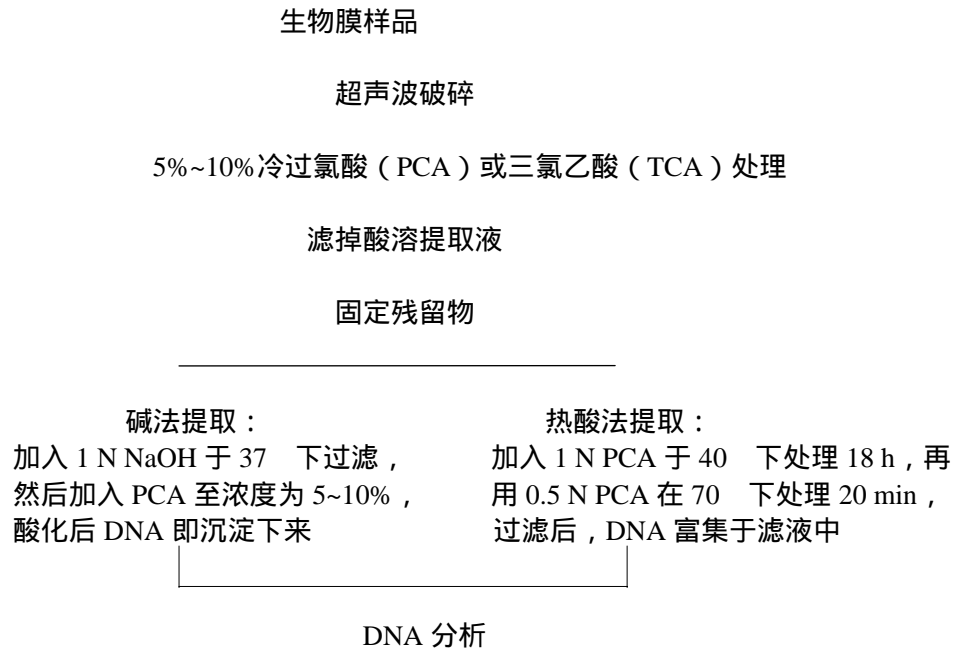 生物膜样品
超声波破碎
5%~10%冷过氯酸（PCA）或三氯乙酸（TCA）处理
滤掉酸溶提取液
固定残留物
碱法提取：
加入 1 N NaOH 于 37 下过滤，
然后加入 PCA 至浓度为 5~10%，
酸化后 DNA 即沉淀下来
热酸法提取：
加入 1 N PCA 于 40 下处理 18 h，再
用 0.5 N PCA 在 70 下处理 20 min，
过滤后，DNA 富集于滤液中
DNA 分析